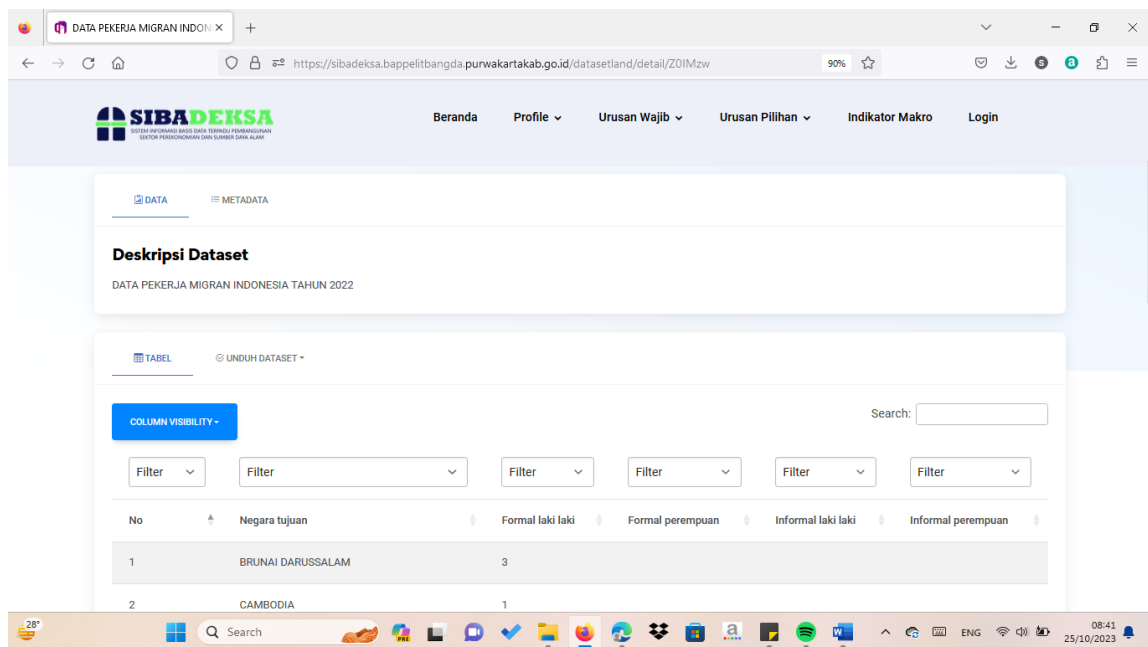 DATA PEKERJA MIGRAN INDON
https://sibadeksa.bappelitbangda.purwakartakab.go.id/datasetland/detail/Z0lMzw
90%
SIBADEKSA
SISTEM INFORMASI BASIS DATA TERPADU PEMBANGUNAN
SEKTOR PEREKONOMIAN DAN SUMBER DAYA ALAM
Beranda Profile Urusan Wajib Urusan Pilihan Indikator Makro Login
DATA METADATA
Deskripsi Dataset
DATA PEKERJA MIGRAN INDONESIA TAHUN 2022
TABEL UNDUH DATASET
COLUMN VISIBILITY
Search:
Filter Filter Filter Filter Filter Filter
No Negara tujuan Formal laki laki Formal perempuan Informal laki laki Informal perempuan
1 BRUNAI DARUSSALAM 3
2 CAMBODIA 1
28°
Search
PRE
ENG
08:41
25/10/2023